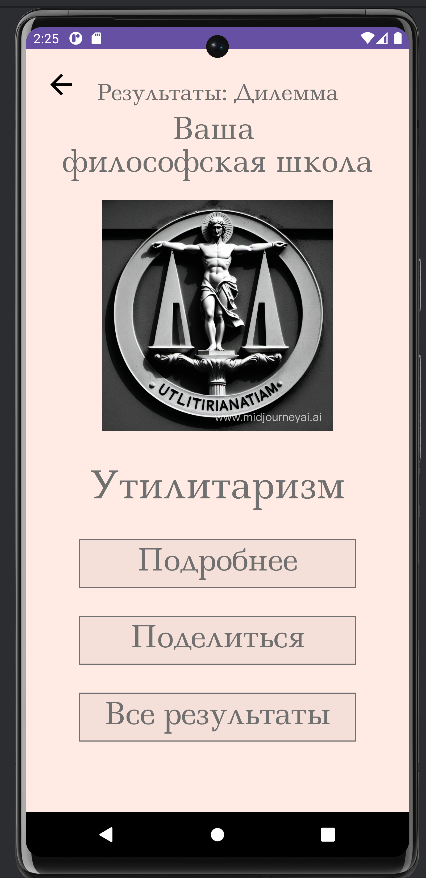 2:25
Результаты: Дилемма
Ваша
философская школа
UTLITIRIANATIAM
www.midjourneyai.ai
Утилитаризм
Подробнее
Поделиться
Все результаты